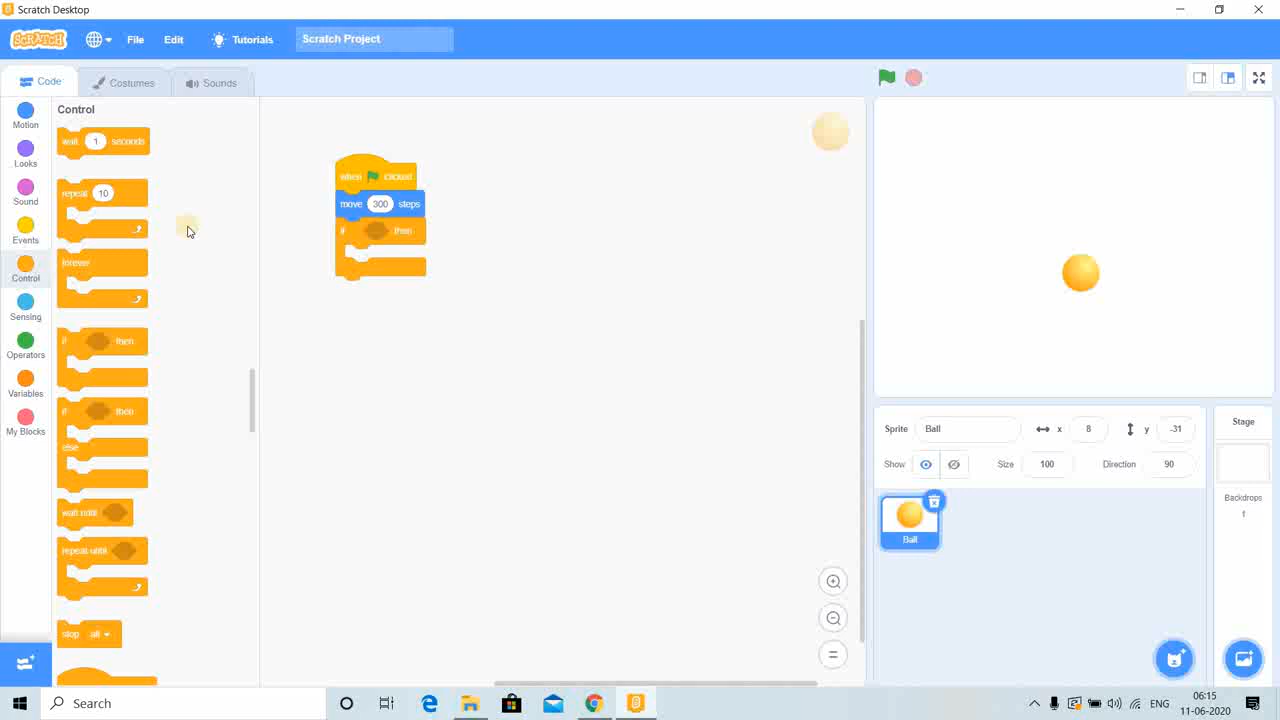 Scratch Desktop
SCRATCH File Edit Tutorials Scratch Project
Code Costumes Sounds
Motion
Looks
Sound
Events
Control
Sensing
Operators
Variables
My Blocks
Control
wait 1 seconds
repeat 10
forever
if then
if then
else
wait until
repeat until
stop all
when clicked
move 300 steps
if then
Sprite Ball x 8 y -31
Show Size 100 Direction 90
Ball
Stage
Backdrops
1
Search
ENG
06:15
11-06-2020